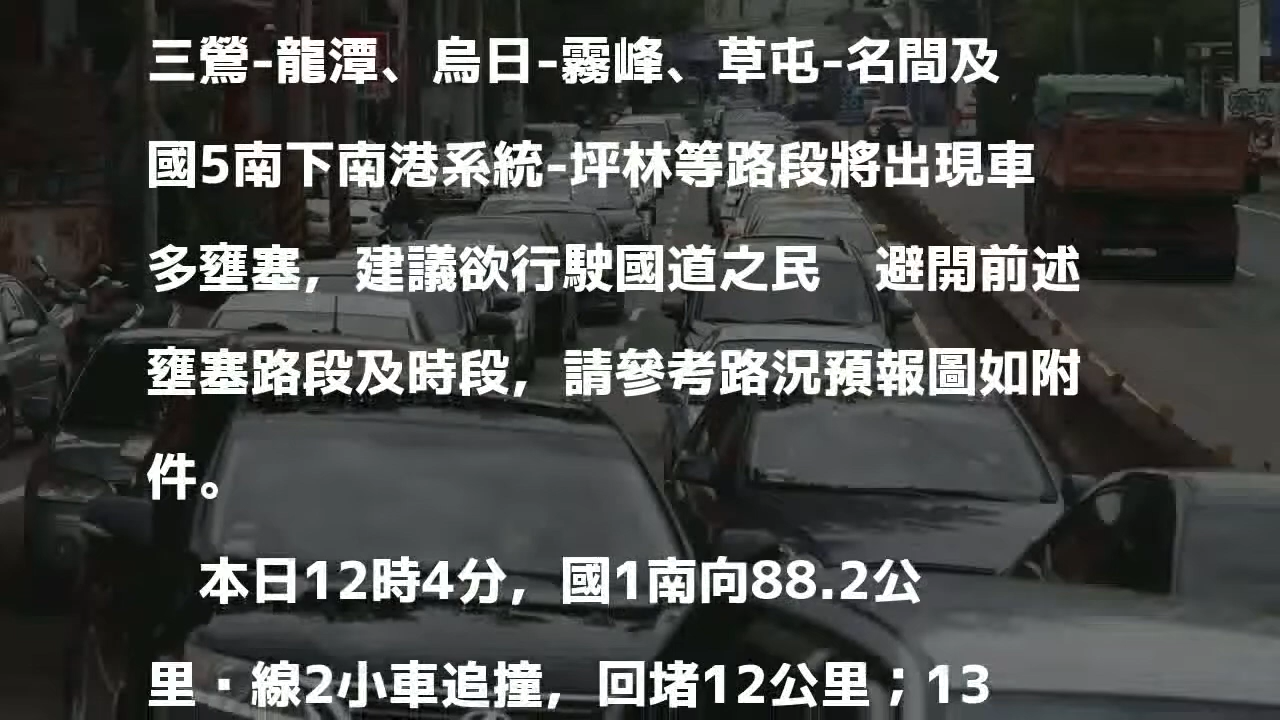 三鶯-龍潭、烏日-霧峰、草屯-名間及
國5南下南港系統-坪林等路段將出現車
多壅塞，建議欲行駛國道之民　避開前述
壅塞路段及時段，請參考路況預報圖如附
件。
本日12時4分，國1南向88.2公
里·線2小車追撞，回堵12公里；13